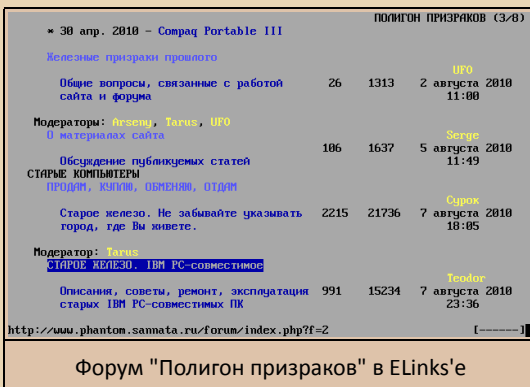 ПОЛИГОН ПРИЗРАКОВ (3/8)
* 30 апр. 2010 - Compaq Portable III
Железные призраки прошлого
UFO
Общие вопросы, связанные с работой 26 1313 2 августа 2010
сайта и форума 11:00
Модераторы: Arseny, Tarus, UFO
О материалах сайта
Serge
106 1637 5 августа 2010
Обсуждение публикуемых статей 11:49
СТАРЫЕ КОМПЬЮТЕРЫ
ПРОДАМ, КУПЛЮ, ОБМЕНЯЮ, ОТДАМ
Сурок
Старое железо. Не забывайте указывать 2215 21736 7 августа 2010
город, где Вы живете. 18:05
Модератор: Tarus
СТАРОЕ ЖЕЛЕЗО. IBM PC-совместимое
Teodor
Описания, советы, ремонт, эксплуатация 991 15234 7 августа 2010
старых IBM PC-совместимых ПК 23:36
http://www.phantom.sannata.ru/forum/index.php?f=2 [------]
Форум "Полигон призраков" в ELinks'е